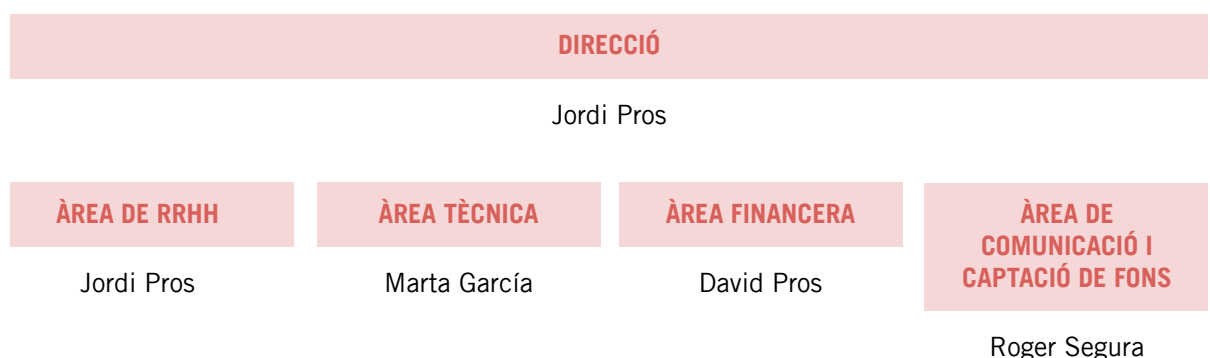 DIRECCIÓ
Jordi Pros
ÀREA DE RRHH
Jordi Pros
ÀREA TÈCNICA
Marta García
ÀREA FINANCERA
David Pros
ÀREA DE
COMUNICACIÓ I
CAPTACIÓ DE FONS
Roger Segura